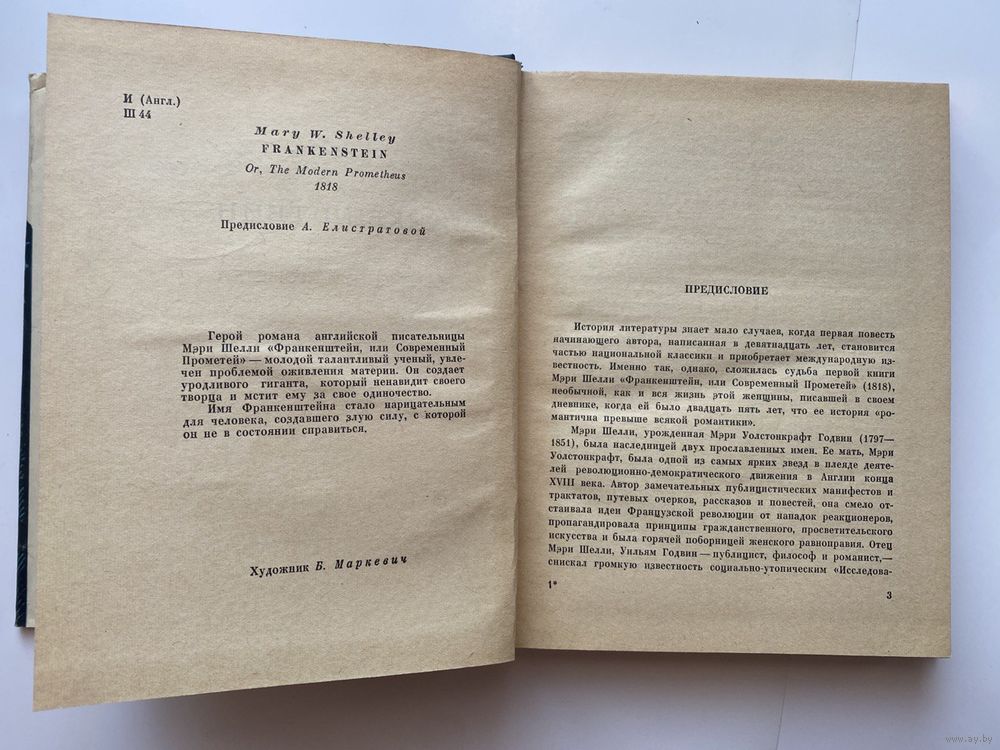 И (Англ.)
Ш 44
Mary W. Shelley
FRANKENSTEIN
Or, The Modern Prometheus
1818
Предисловие А. Елистратовой
Герой романа английской писательницы
Мэри Шелли «Франкенштейн, или Современный
Прометей» — молодой талантливый ученый, увле-
чен проблемой оживления материи. Он создает
уродливого гиганта, который ненавидит своего
творца и мстит ему за свое одиночество.
Имя Франкенштейна стало нарицательным
для человека, создавшего злую силу, с которой
он не в состоянии справиться.
Художник Б. Маркевич
ПРЕДИСЛОВИЕ
История литературы знает мало случаев, когда первая повесть
начинающего автора, написанная в девятнадцать лет, становится
частью национальной классики и приобретает международную из-
вестность. Именно так, однако, сложилась судьба первой книги
Мэри Шелли «Франкенштейн, или Современный Прометей» (1818),
необычной, как и вся жизнь этой женщины, писавшей в своем
дневнике, когда ей было двадцать пять лет, что ее история «ро-
мантична превыше всякой романтики».
Мэри Шелли, урожденная Мэри Уолстонкрафт Годвин (1797—
1851), была наследницей двух прославленных имен. Ее мать, Мэри
Уолстонкрафт, была одной из самых ярких звезд в плеяде деяте-
лей революционно-демократического движения в Англии конца
XVIII века. Автор замечательных публицистических манифестов и
трактатов, путевых очерков, рассказов и повестей, она смело от-
стаивала идеи Французской революции от нападок реакционеров,
пропагандировала принципы гражданственного, просветительского
искусства и была горячей поборницей женского равноправия. Отец
Мэри Шелли, Уильям Годвин — публицист, философ и романист,—
снискал громкую известность социально-утопическим «Исследова-
1*
3
www.ay.by